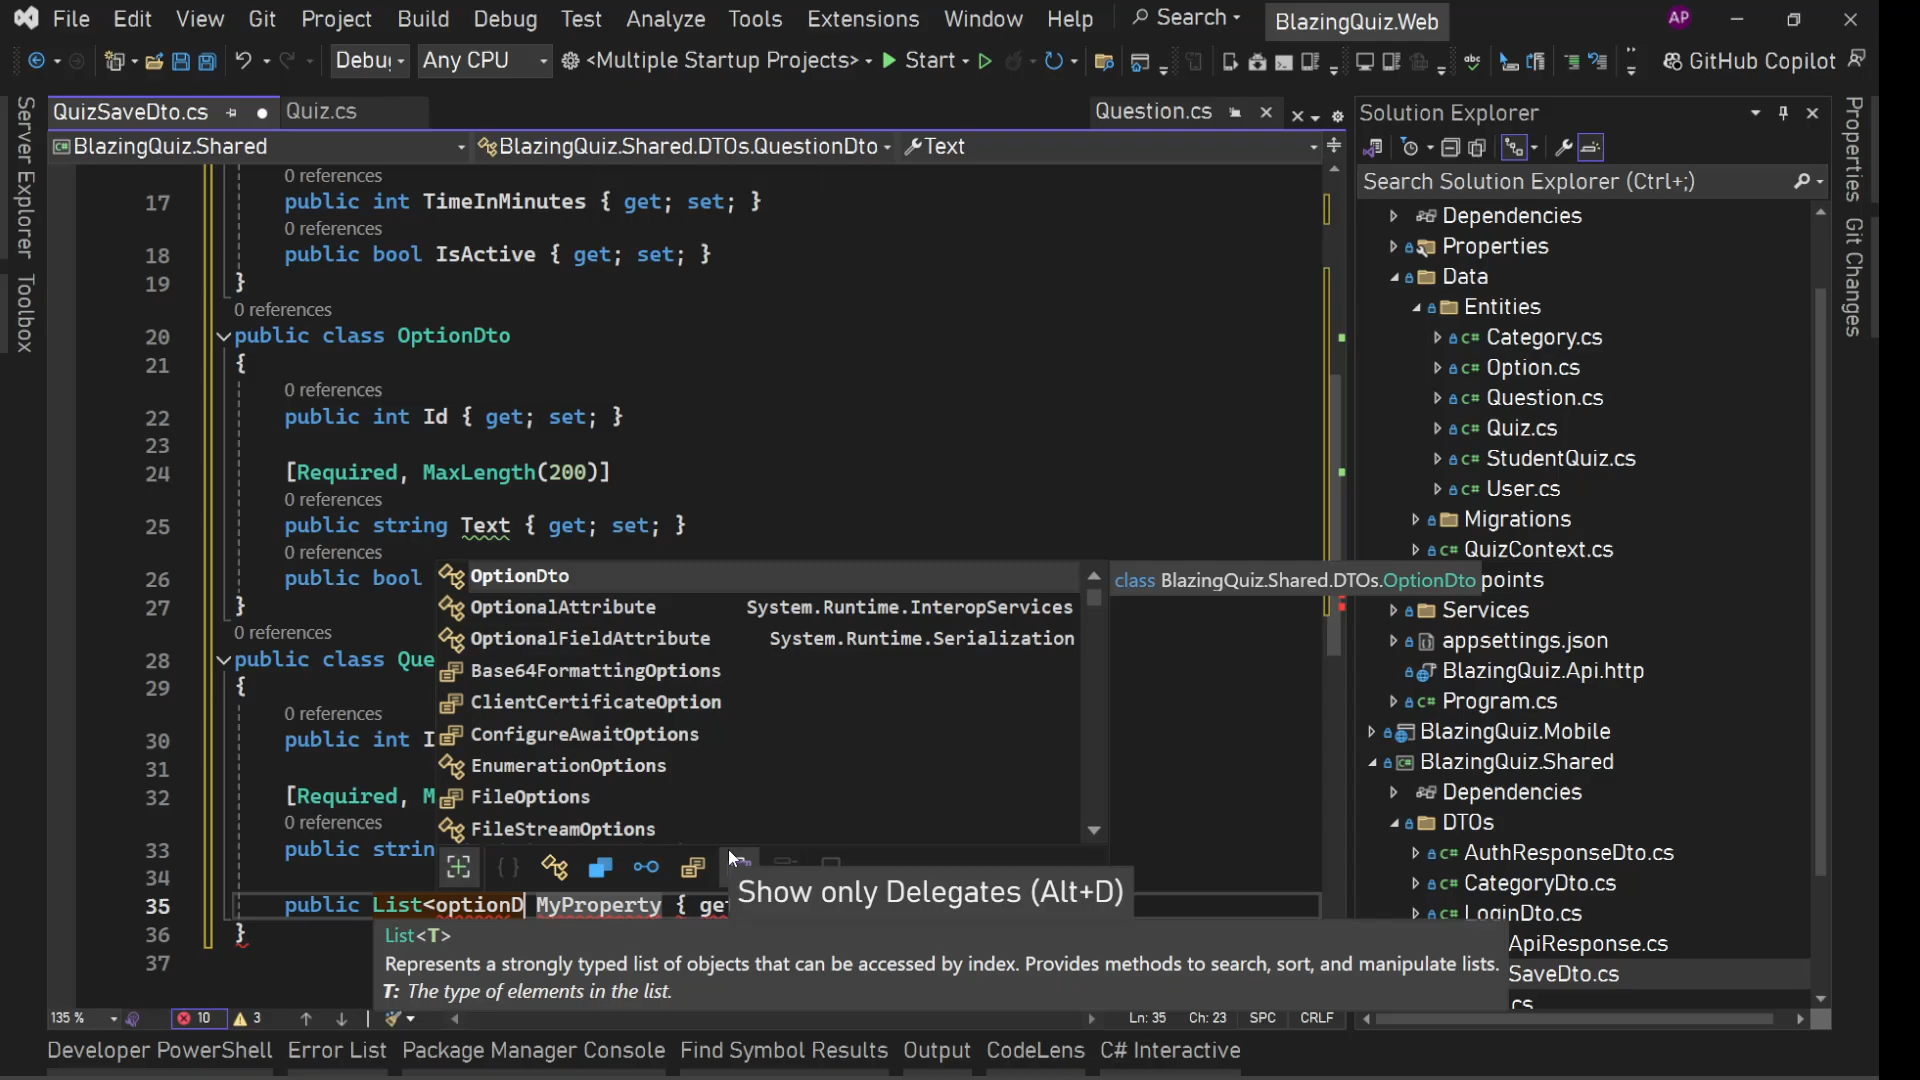 File Edit View Git Project Build Debug Test Analyze Tools Extensions Window Help Search BlazingQuiz.Web AP
Debug Any CPU <Multiple Startup Projects> Start GitHub Copilot
QuizSaveDto.cs Quiz.cs Question.cs
BlazingQuiz.Shared BlazingQuiz.Shared.DTOs.QuestionDto Text
Server Explorer
Toolbox
0 references
17 public int TimeInMinutes { get; set; }
0 references
18 public bool IsActive { get; set; }
19 }
0 references
20 public class OptionDto
21 {
0 references
22 public int Id { get; set; }
23
24 [Required, MaxLength(200)]
0 references
25 public string Text { get; set; }
0 references
26 public bool
27 }
0 references
28 public class Que
29 {
0 references
30 public int I
31
32 [Required, M
0 references
33 public strin
34
35 public List<optionD MyProperty { ge
36 }
37
OptionDto
OptionalAttribute System.Runtime.InteropServices
OptionalFieldAttribute System.Runtime.Serialization
Base64FormattingOptions
ClientCertificateOption
ConfigureAwaitOptions
EnumerationOptions
FileOptions
FileStreamOptions
class BlazingQuiz.Shared.DTOs.OptionDto
Show only Delegates (Alt+D)
List<T>
Represents a strongly typed list of objects that can be accessed by index. Provides methods to search, sort, and manipulate lists.
T: The type of elements in the list.
135 % 10 3 Ln: 35 Ch: 23 SPC CRLF
Developer PowerShell Error List Package Manager Console Find Symbol Results Output CodeLens C# Interactive
Solution Explorer
Search Solution Explorer (Ctrl+;)
Dependencies
Properties
Data
Entities
Category.cs
Option.cs
Question.cs
Quiz.cs
StudentQuiz.cs
User.cs
Migrations
QuizContext.cs
points
Services
appsettings.json
BlazingQuiz.Api.http
Program.cs
BlazingQuiz.Mobile
BlazingQuiz.Shared
Dependencies
DTOs
AuthResponseDto.cs
CategoryDto.cs
LoginDto.cs
ApiResponse.cs
SaveDto.cs
Properties
Git Changes